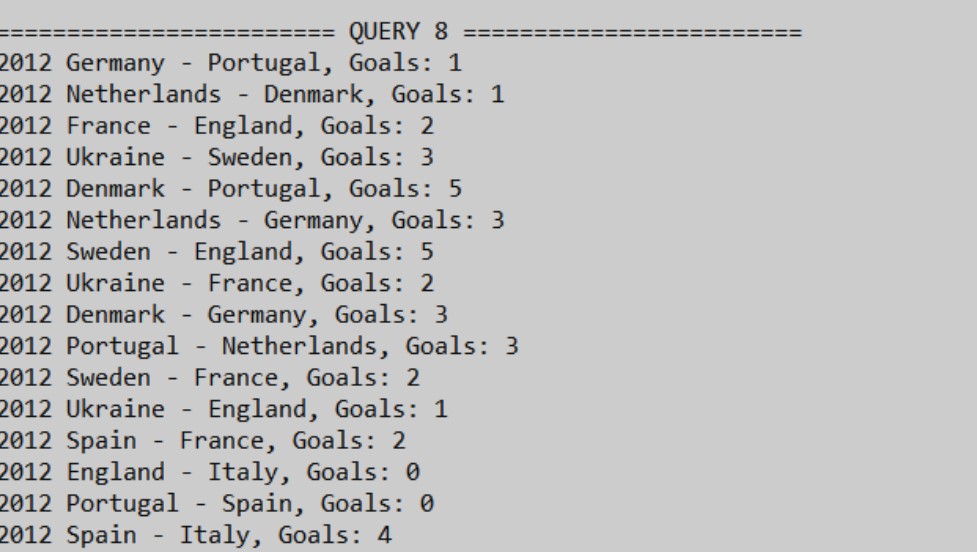 ======================== QUERY 8 ========================
2012 Germany - Portugal, Goals: 1
2012 Netherlands - Denmark, Goals: 1
2012 France - England, Goals: 2
2012 Ukraine - Sweden, Goals: 3
2012 Denmark - Portugal, Goals: 5
2012 Netherlands - Germany, Goals: 3
2012 Sweden - England, Goals: 5
2012 Ukraine - France, Goals: 2
2012 Denmark - Germany, Goals: 3
2012 Portugal - Netherlands, Goals: 3
2012 Sweden - France, Goals: 2
2012 Ukraine - England, Goals: 1
2012 Spain - France, Goals: 2
2012 England - Italy, Goals: 0
2012 Portugal - Spain, Goals: 0
2012 Spain - Italy, Goals: 4